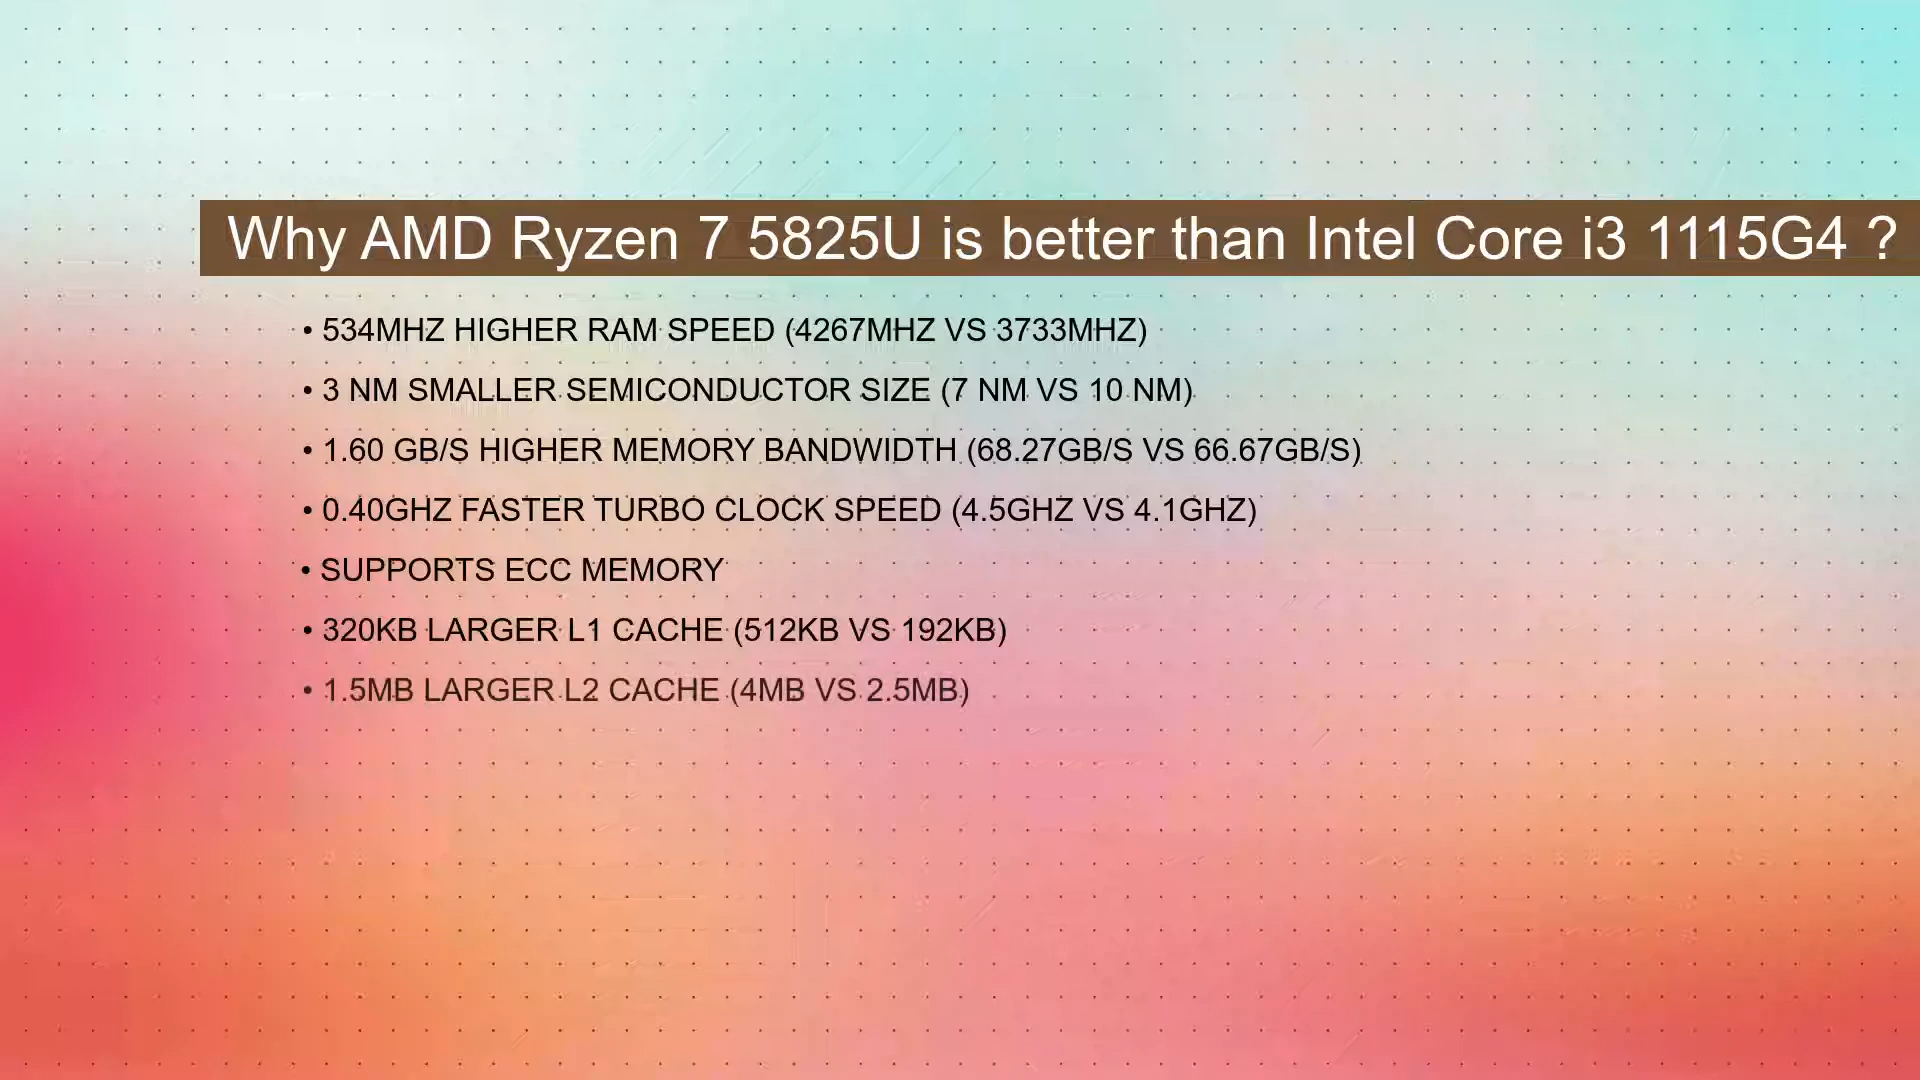 Why AMD Ryzen 7 5825U is better than Intel Core i3 1115G4 ?
• 534MHZ HIGHER RAM SPEED (4267MHZ VS 3733MHZ)
• 3 NM SMALLER SEMICONDUCTOR SIZE (7 NM VS 10 NM)
• 1.60 GB/S HIGHER MEMORY BANDWIDTH (68.27GB/S VS 66.67GB/S)
• 0.40GHZ FASTER TURBO CLOCK SPEED (4.5GHZ VS 4.1GHZ)
• SUPPORTS ECC MEMORY
• 320KB LARGER L1 CACHE (512KB VS 192KB)
• 1.5MB LARGER L2 CACHE (4MB VS 2.5MB)